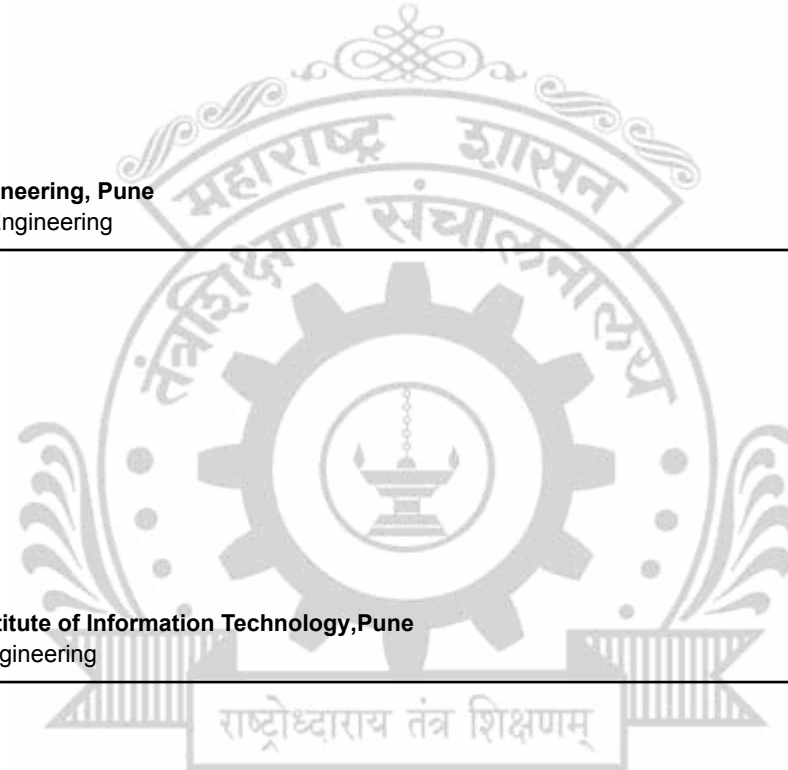 महाराष्ट्र शासन
neering, Pune
ngineering
तंत्रशिक्षण संचालनालय
titute of Information Technology,Pune
gineering
राष्ट्रोध्दाराय तंत्र शिक्षणम्